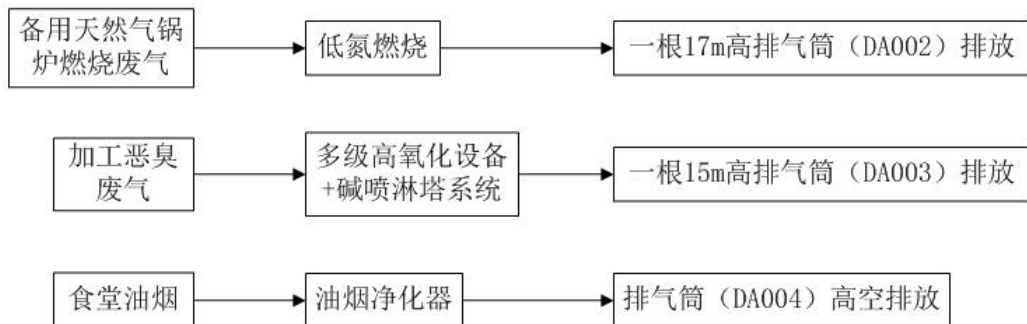 备用天然气锅
炉燃烧废气
低氮燃烧
一根17m高排气筒（DA002）排放
加工恶臭
废气
多级高氧化设备
+碱喷淋塔系统
一根15m高排气筒（DA003）排放
食堂油烟
油烟净化器
排气筒（DA004）高空排放